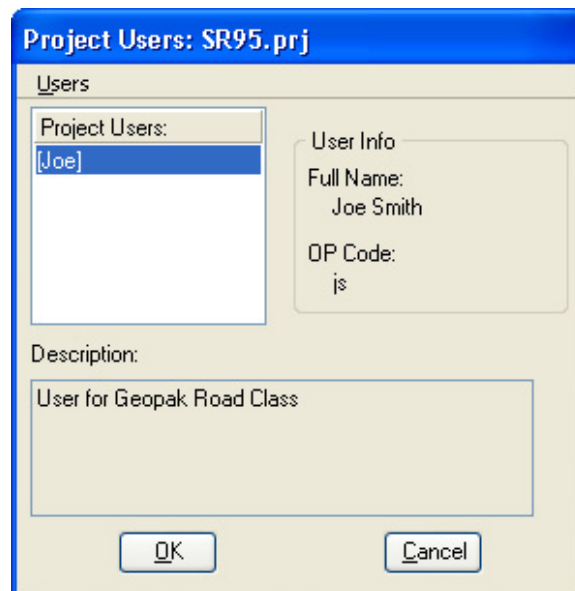 Project Users: SR95.prj
Users
Project Users:
[Joe]
User Info
Full Name:
Joe Smith
OP Code:
js
Description:
User for Geopak Road Class
OK
Cancel